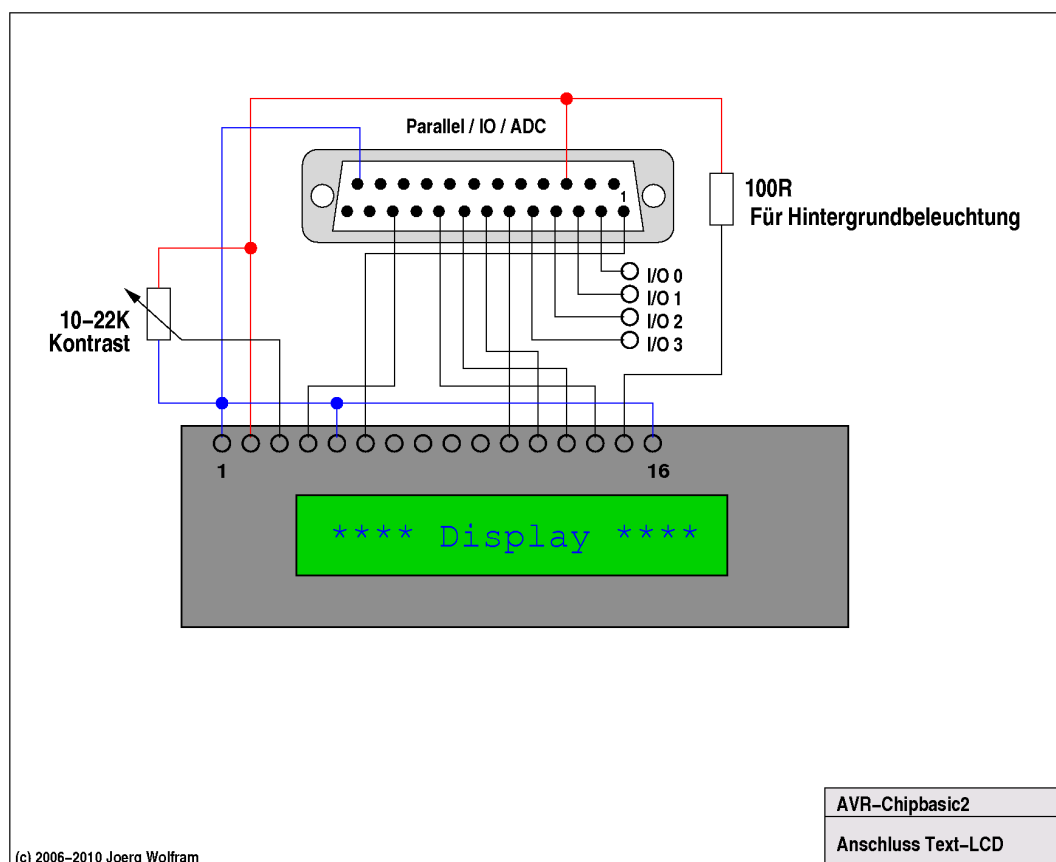 Parallel / IO / ADC
1
100R
Für Hintergrundbeleuchtung
I/O 0
I/O 1
I/O 2
I/O 3
10–22K
Kontrast
1
16
**** Display ****
AVR–Chipbasic2
Anschluss Text–LCD
(c) 2006–2010 Joerg Wolfram